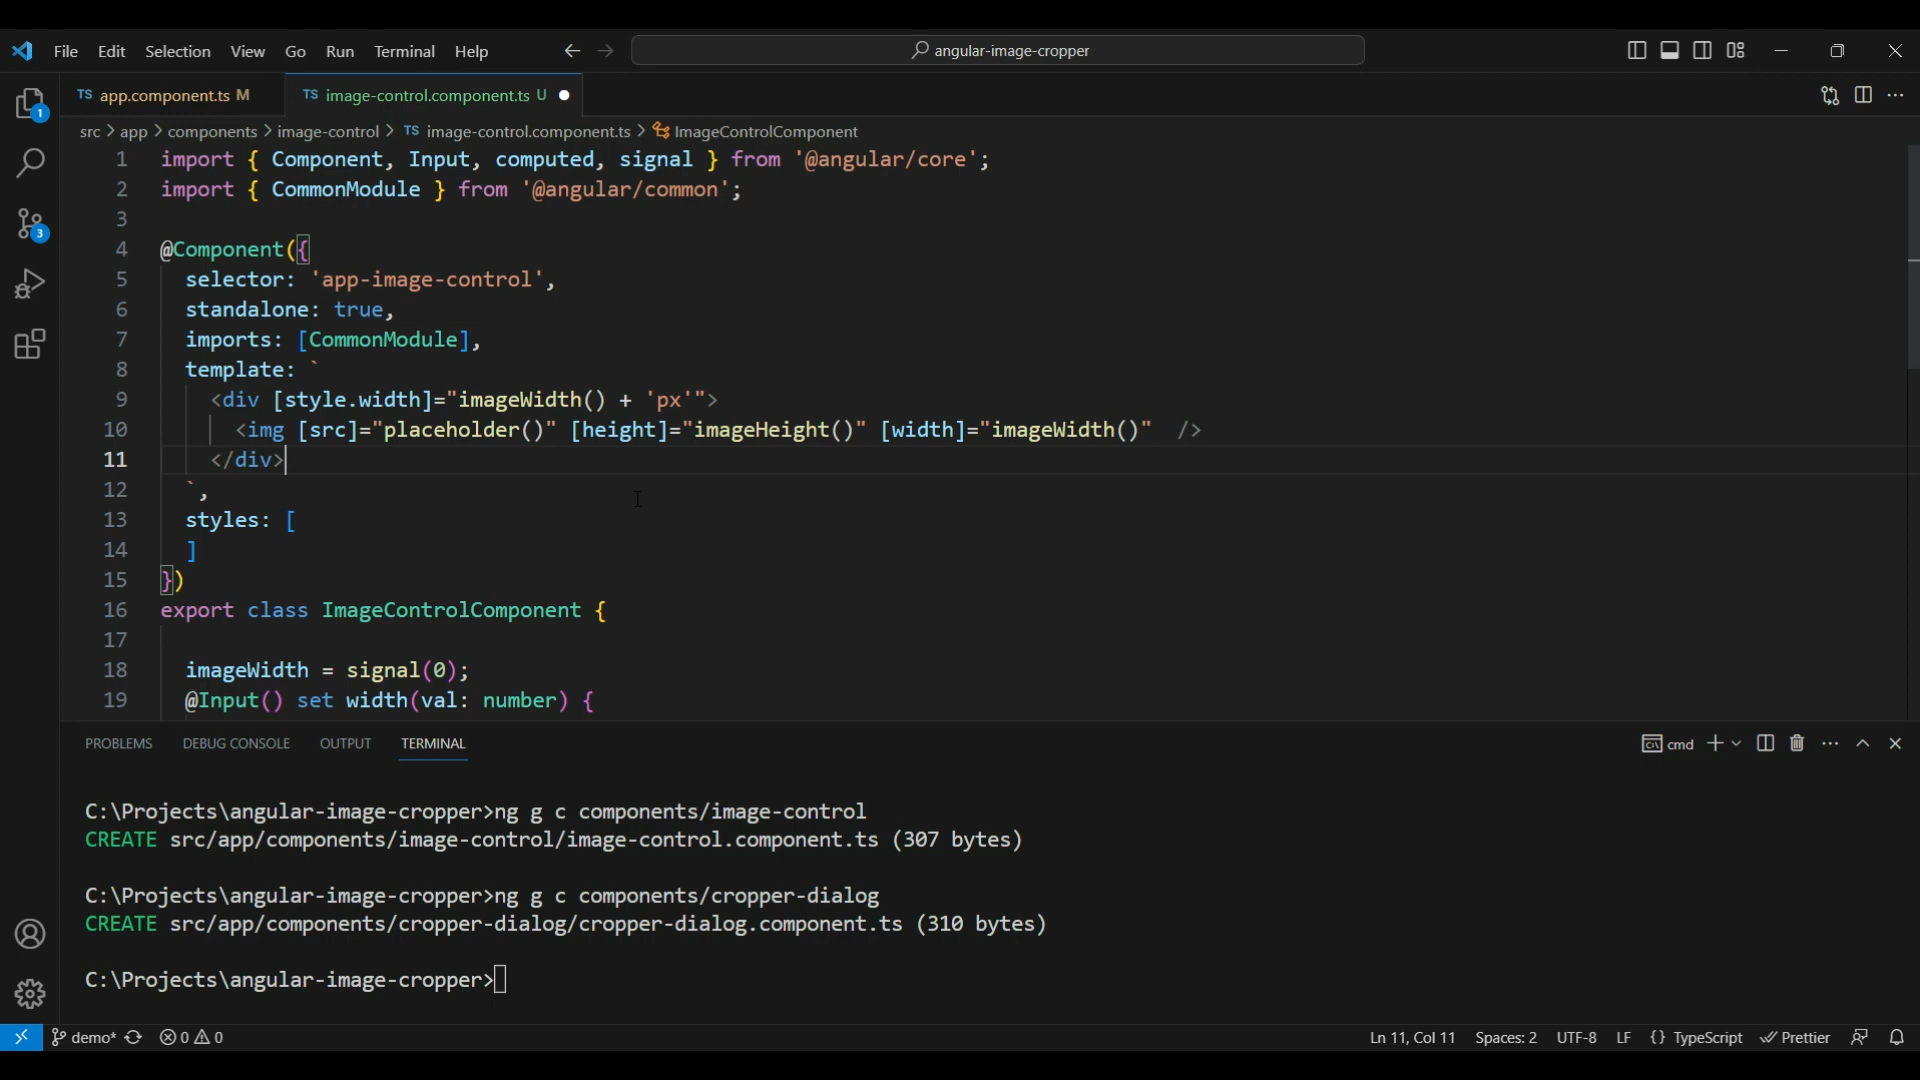 File Edit Selection View Go Run Terminal Help angular-image-cropper
TS app.component.ts M TS image-control.component.ts U
src > app > components > image-control > TS image-control.component.ts > ImageControlComponent
1 import { Component, Input, computed, signal } from '@angular/core';
2 import { CommonModule } from '@angular/common';
3
4 @Component({
5 selector: 'app-image-control',
6 standalone: true,
7 imports: [CommonModule],
8 template: `
9 <div [style.width]="imageWidth() + 'px'">
10 <img [src]="placeholder()" [height]="imageHeight()" [width]="imageWidth()" />
11 </div>
12 `,
13 styles: [
14 ]
15 })
16 export class ImageControlComponent {
17
18 imageWidth = signal(0);
19 @Input() set width(val: number) {
1
3
PROBLEMS DEBUG CONSOLE OUTPUT TERMINAL cmd
C:\Projects\angular-image-cropper>ng g c components/image-control
CREATE src/app/components/image-control/image-control.component.ts (307 bytes)
C:\Projects\angular-image-cropper>ng g c components/cropper-dialog
CREATE src/app/components/cropper-dialog/cropper-dialog.component.ts (310 bytes)
C:\Projects\angular-image-cropper>
demo* 0 0 Ln 11, Col 11 Spaces: 2 UTF-8 LF {} TypeScript Prettier